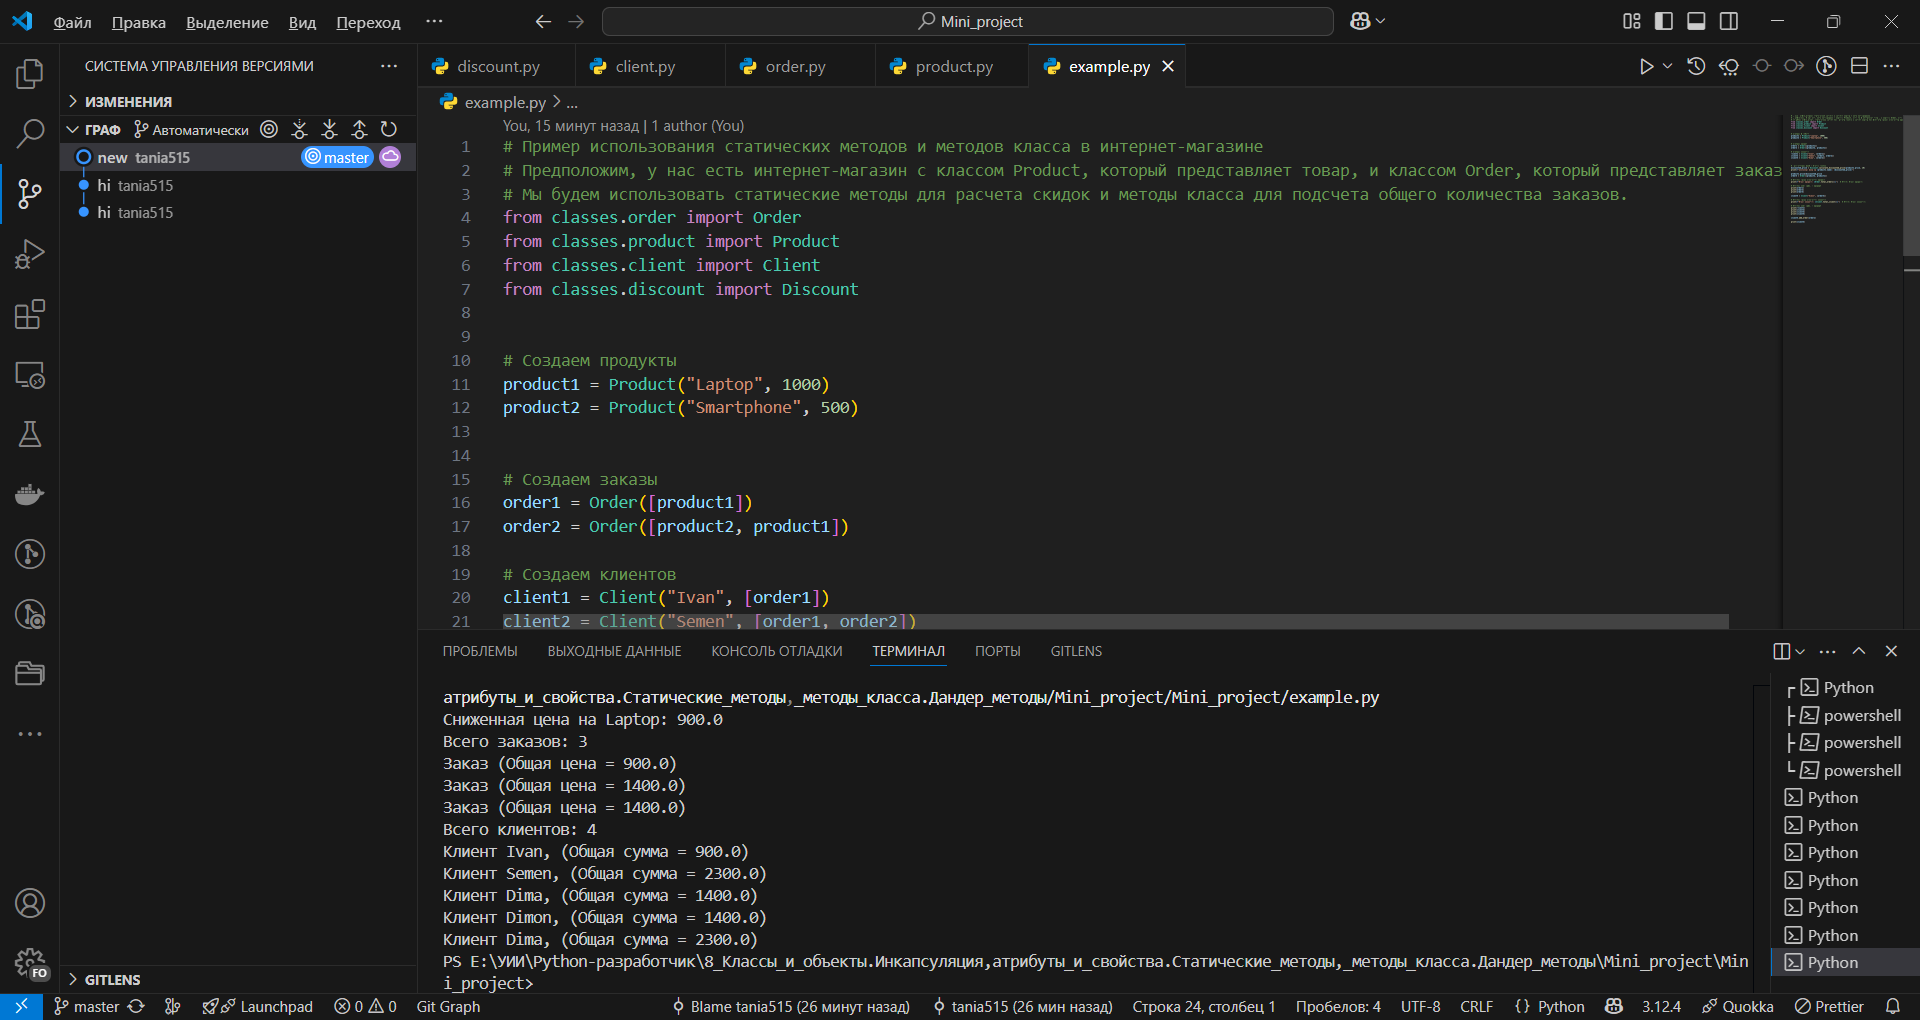 Файл Правка Выделение Вид Переход ··· Mini_project
СИСТЕМА УПРАВЛЕНИЯ ВЕРСИЯМИ ···
ИЗМЕНЕНИЯ
ГРАФ Автоматически
new tania515 master
hi tania515
hi tania515
GITLENS
discount.py client.py order.py product.py example.py
example.py > ...
You, 15 минут назад | 1 author (You)
1 # Пример использования статических методов и методов класса в интернет-магазине
2 # Предположим, у нас есть интернет-магазин с классом Product, который представляет товар, и классом Order, который представляет заказ
3 # Мы будем использовать статические методы для расчета скидок и методы класса для подсчета общего количества заказов.
4 from classes.order import Order
5 from classes.product import Product
6 from classes.client import Client
7 from classes.discount import Discount
8
9
10 # Создаем продукты
11 product1 = Product("Laptop", 1000)
12 product2 = Product("Smartphone", 500)
13
14
15 # Создаем заказы
16 order1 = Order([product1])
17 order2 = Order([product2, product1])
18
19 # Создаем клиентов
20 client1 = Client("Ivan", [order1])
21 client2 = Client("Semen", [order1, order2])
ПРОБЛЕМЫ ВЫХОДНЫЕ ДАННЫЕ КОНСОЛЬ ОТЛАДКИ ТЕРМИНАЛ ПОРТЫ GITLENS
атрибуты_и_свойства.Статические_методы,_методы_класса.Дандер_методы/Mini_project/Mini_project/example.py
Сниженная цена на Laptop: 900.0
Всего заказов: 3
Заказ (Общая цена = 900.0)
Заказ (Общая цена = 1400.0)
Заказ (Общая цена = 1400.0)
Всего клиентов: 4
Клиент Ivan, (Общая сумма = 900.0)
Клиент Semen, (Общая сумма = 2300.0)
Клиент Dima, (Общая сумма = 1400.0)
Клиент Dimon, (Общая сумма = 1400.0)
Клиент Dima, (Общая сумма = 2300.0)
PS E:\УИИ\Python-разработчик\8_Классы_и_объекты.Инкапсуляция,атрибуты_и_свойства.Статические_методы,_методы_класса.Дандер_методы\Mini_project\Min
i_project>
Python
powershell
powershell
powershell
Python
Python
Python
Python
Python
Python
Python
FO
master Launchpad 0 0 Git Graph Blame tania515 (26 минут назад) tania515 (26 мин назад) Строка 24, столбец 1 Пробелов: 4 UTF-8 CRLF {} Python 3.12.4 Quokka Prettier